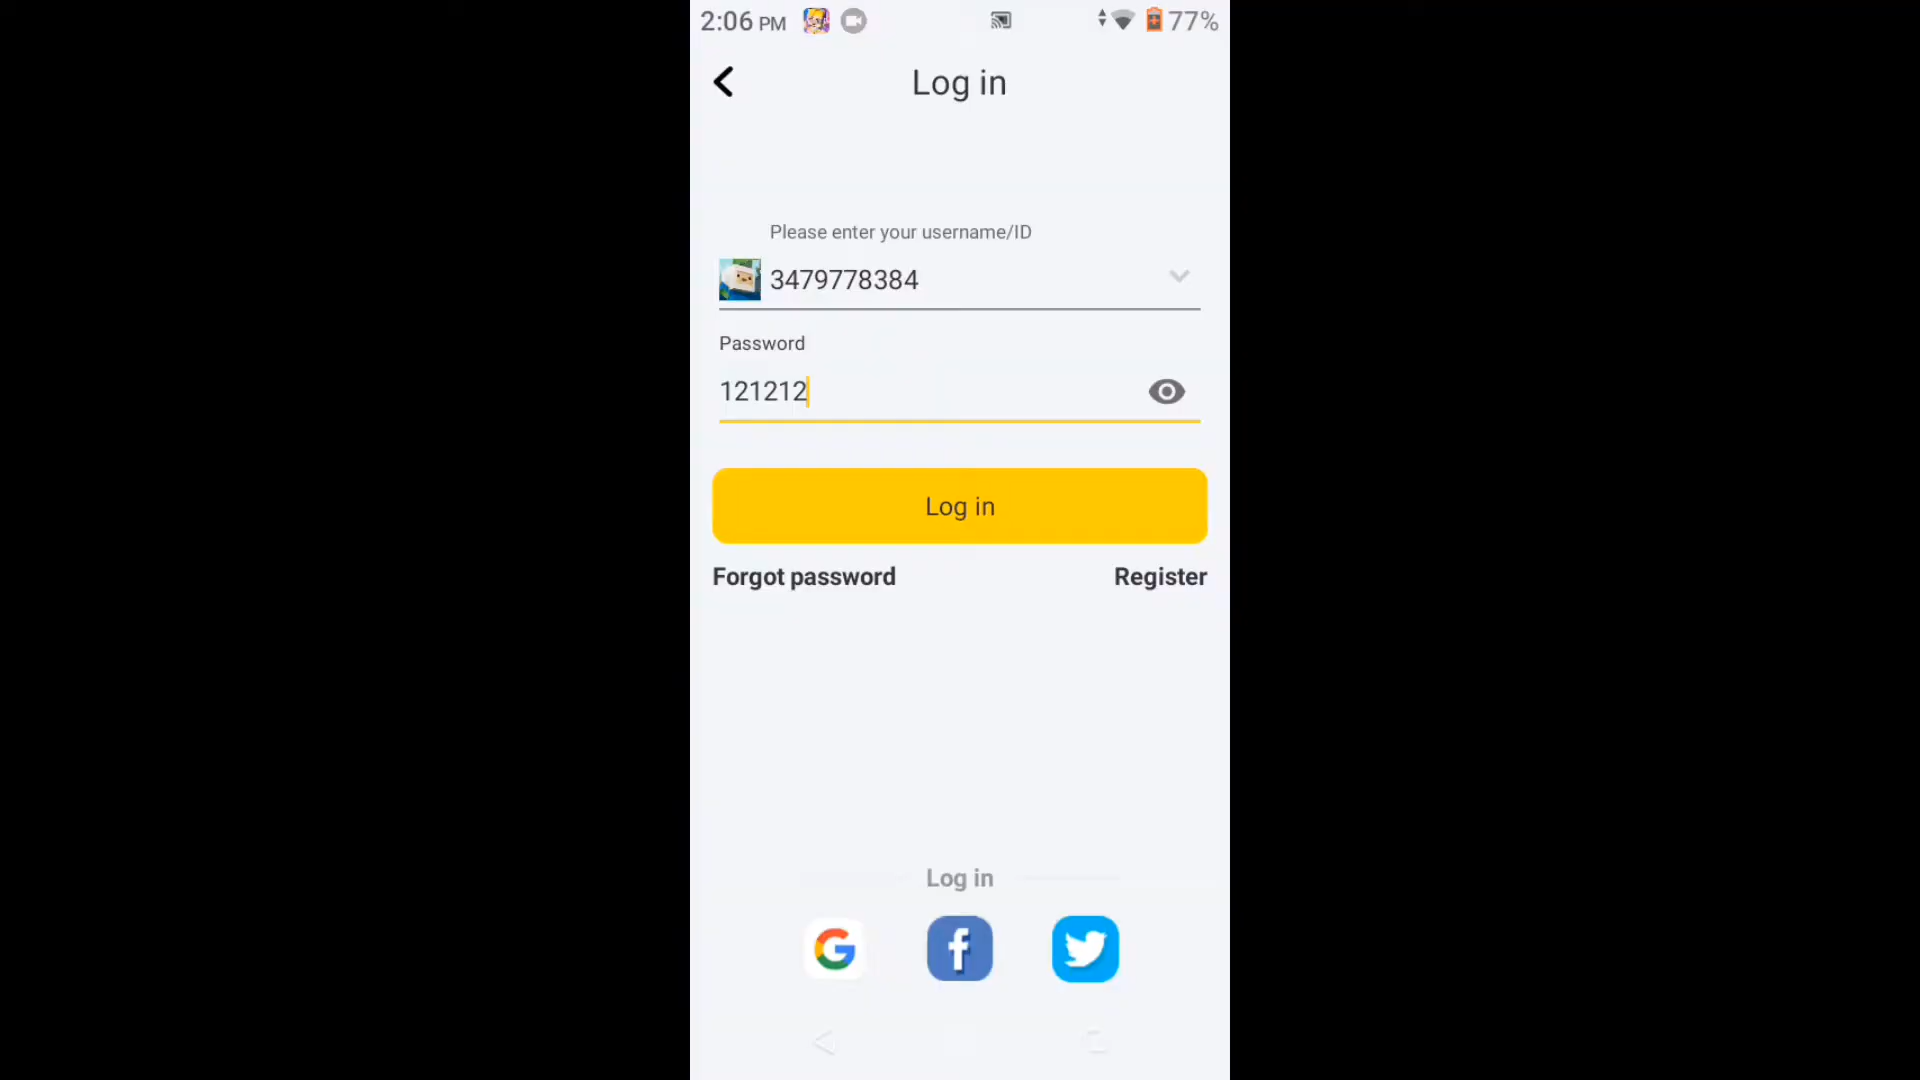 2:06 PM 77%
Log in
Please enter your username/ID
3479778384
Password
121212
Log in
Forgot password Register
Log in